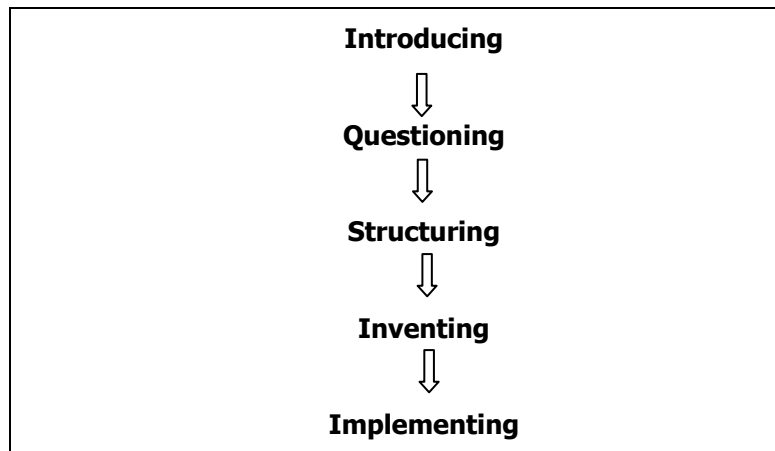 Introducing
Questioning
Structuring
Inventing
Implementing